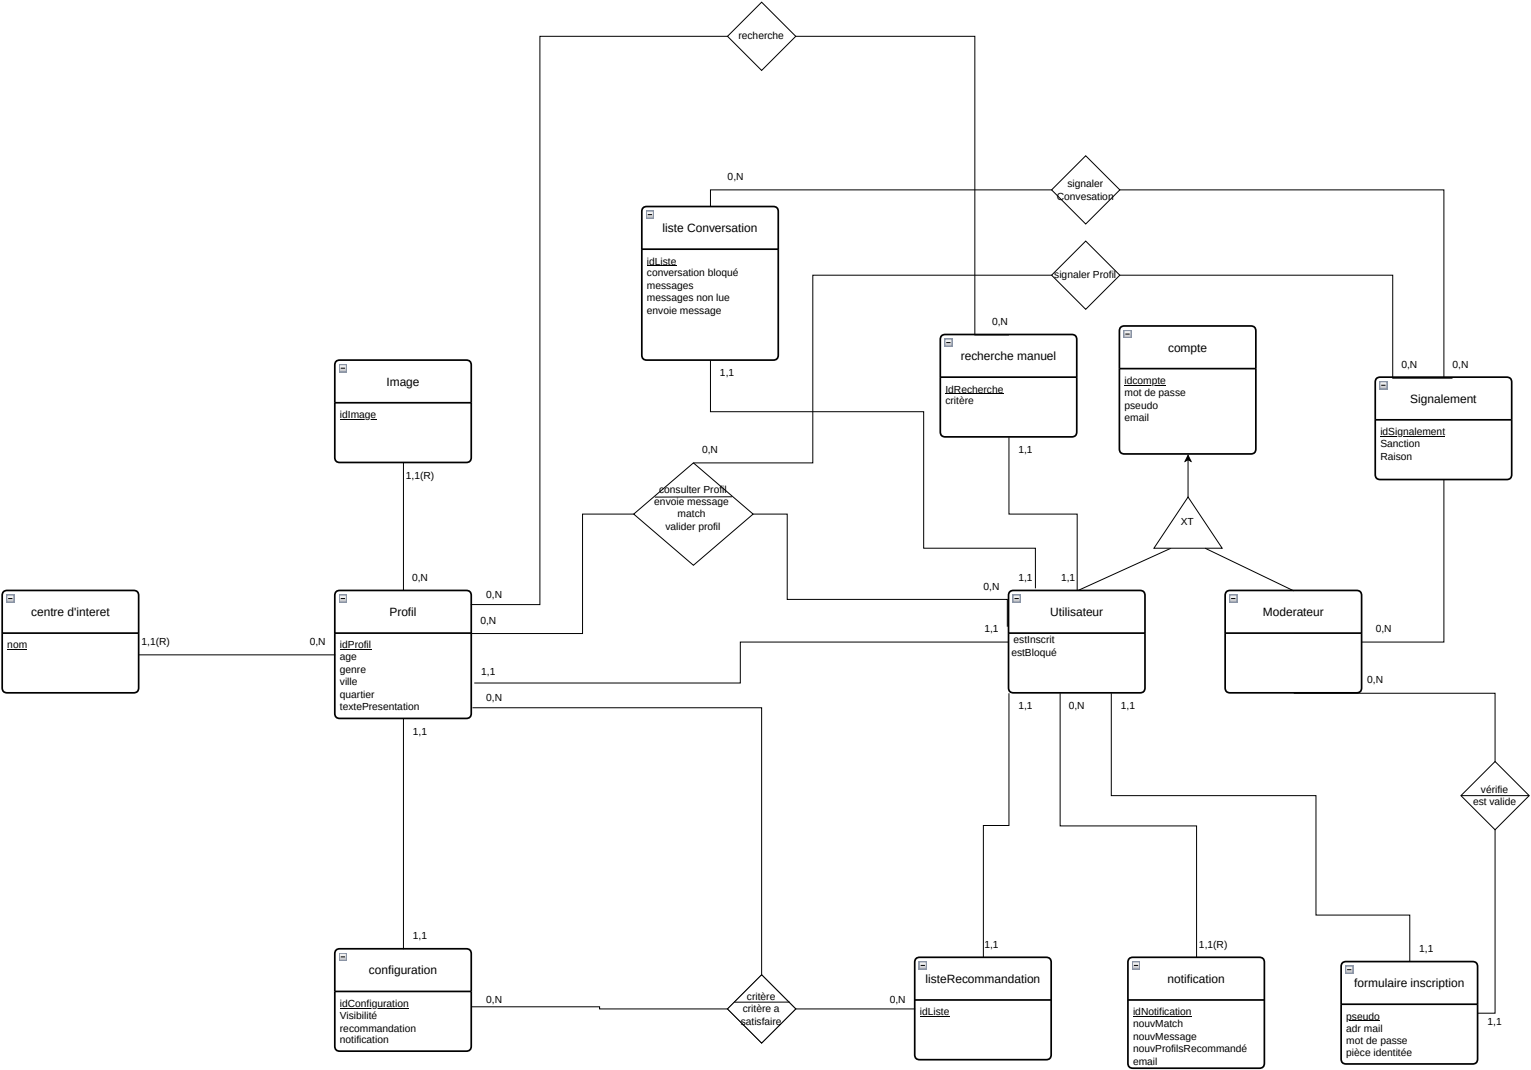 recherche
0,N
signaler
Convesation
liste Conversation
idListe
conversation bloqué
messages
messages non lue
envoie message
signaler Profil
0,N
recherche manuel
IdRecherche
critère
compte
idcompte
mot de passe
pseudo
email
0,N
0,N
Signalement
idSignalement
Sanction
Raison
1,1
Image
idImage
1,1(R)
0,N
consulter Profil
envoie message
match
valider profil
1,1
XT
0,N
0,N
1,1
1,1
0,N
centre d'interet
nom
1,1(R)
0,N
Profil
idProfil
age
genre
ville
quartier
textePresentation
0,N
0,N
1,1
0,N
1,1
Utilisateur
estInscrit
estBloqué
Moderateur
0,N
0,N
1,1
1,1
0,N
1,1
vérifie
est valide
1,1
1,1
1,1(R)
1,1
configuration
idConfiguration
Visibilité
recommandation
notification
0,N
critère
critère a
satisfaire
0,N
listeRecommandation
idListe
notification
idNotification
nouvMatch
nouvMessage
nouvProfilsRecommandé
email
formulaire inscription
pseudo
adr mail
mot de passe
pièce identitée
1,1